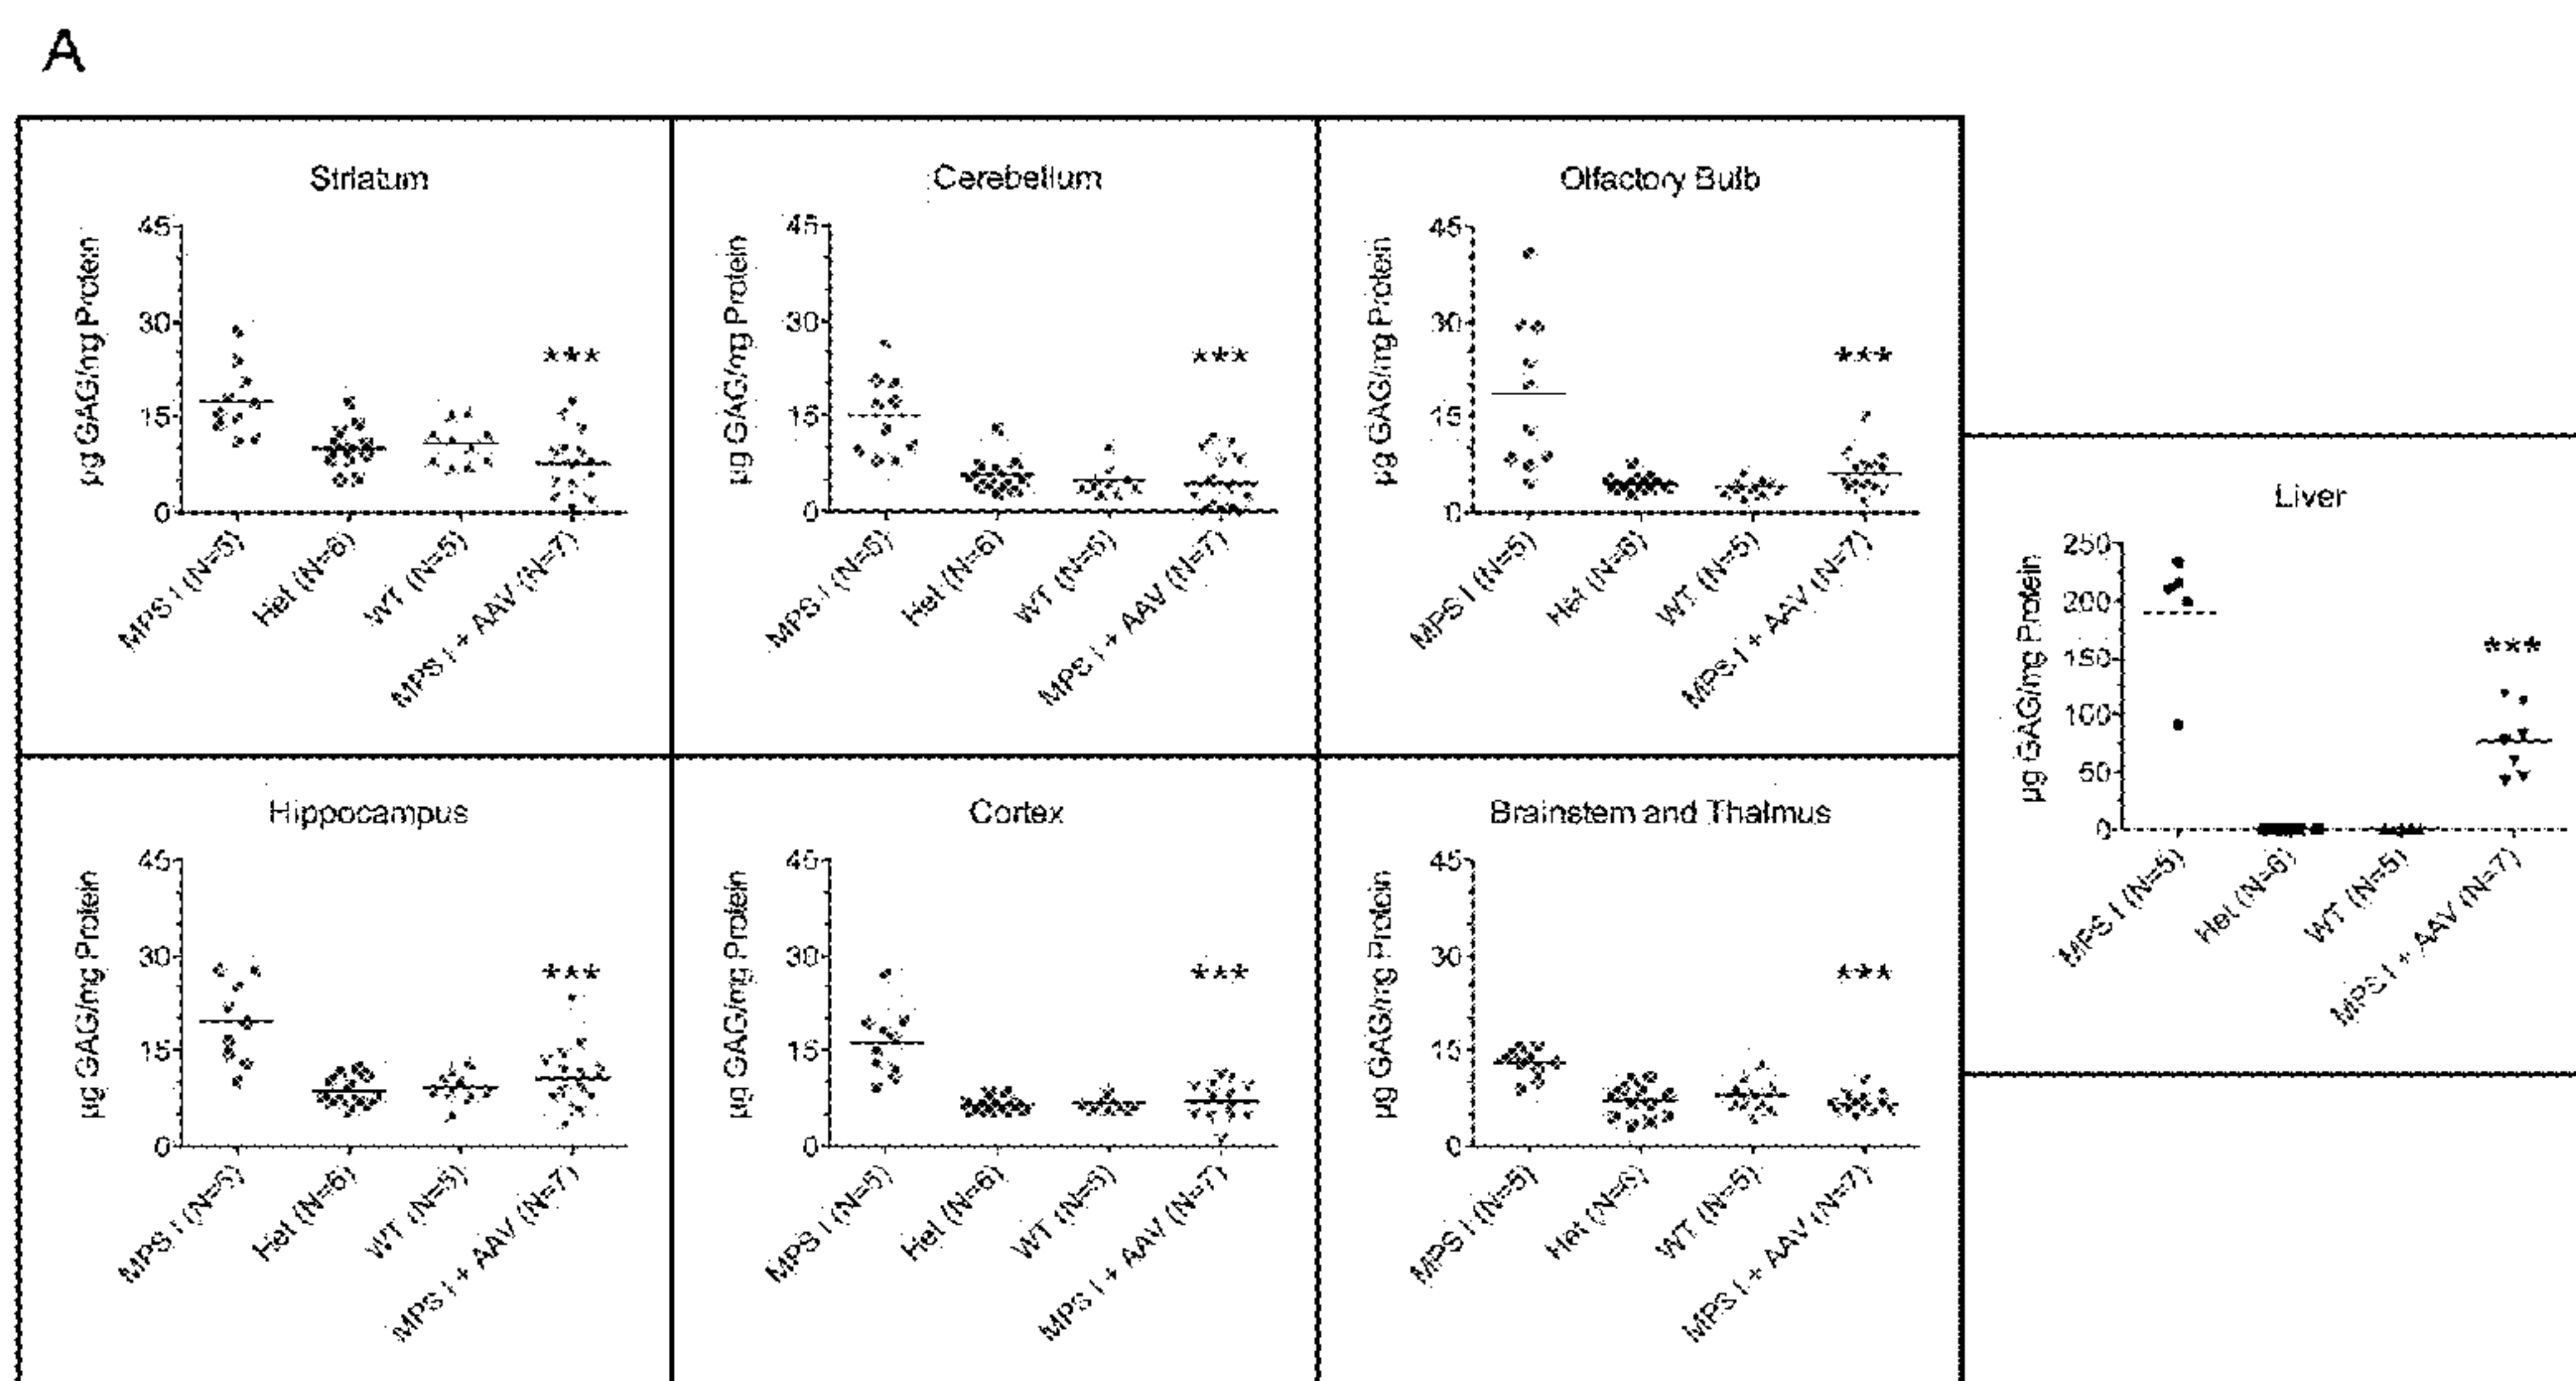 A
Striatum
µg GAG/mg Protein
45
30
15
0
***
MPS I (N=5)
Het (N=6)
WT (N=5)
MPS I + AAV (N=7)
Cerebellum
µg GAG/mg Protein
45
30
15
0
***
MPS I (N=5)
Het (N=6)
WT (N=5)
MPS I + AAV (N=7)
Olfactory Bulb
µg GAG/mg Protein
45
30
15
0
***
MPS I (N=5)
Het (N=6)
WT (N=5)
MPS I + AAV (N=7)
Liver
µg GAG/mg Protein
250
200
150
100
50
0
***
MPS I (N=5)
Het (N=6)
WT (N=5)
MPS I + AAV (N=7)
Hippocampus
µg GAG/mg Protein
45
30
15
0
***
MPS I (N=5)
Het (N=6)
WT (N=5)
MPS I + AAV (N=7)
Cortex
µg GAG/mg Protein
45
30
15
0
***
MPS I (N=5)
Het (N=6)
WT (N=5)
MPS I + AAV (N=7)
Brainstem and Thalmus
µg GAG/mg Protein
45
30
15
0
***
MPS I (N=5)
Het (N=6)
WT (N=5)
MPS I + AAV (N=7)